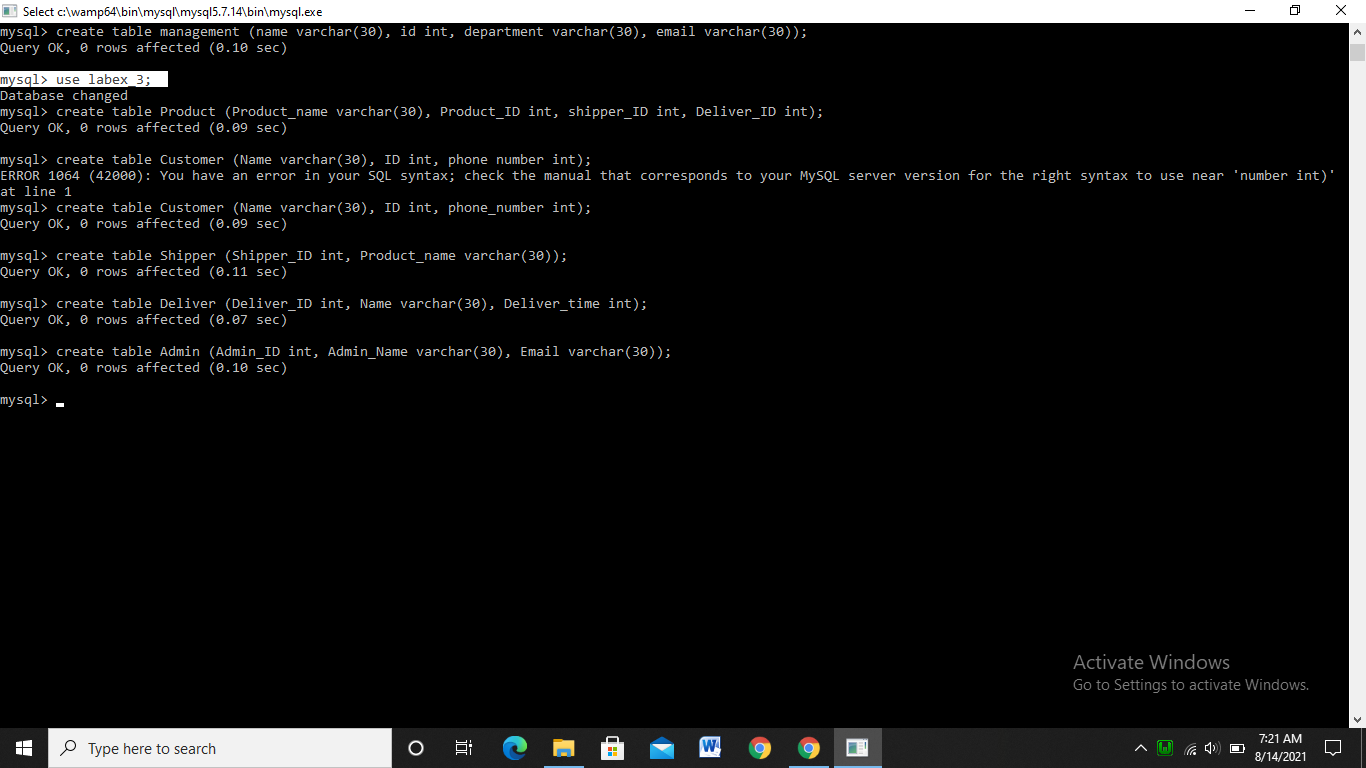 Select c:\wamp64\bin\mysql\mysql5.7.14\bin\mysql.exe
mysql> create table management (name varchar(30), id int, department varchar(30), email varchar(30));
Query OK, 0 rows affected (0.10 sec)
mysql> use labex_3;
Database changed
mysql> create table Product (Product_name varchar(30), Product_ID int, shipper_ID int, Deliver_ID int);
Query OK, 0 rows affected (0.09 sec)
mysql> create table Customer (Name varchar(30), ID int, phone number int);
ERROR 1064 (42000): You have an error in your SQL syntax; check the manual that corresponds to your MySQL server version for the right syntax to use near 'number int)'
at line 1
mysql> create table Customer (Name varchar(30), ID int, phone_number int);
Query OK, 0 rows affected (0.09 sec)
mysql> create table Shipper (Shipper_ID int, Product_name varchar(30));
Query OK, 0 rows affected (0.11 sec)
mysql> create table Deliver (Deliver_ID int, Name varchar(30), Deliver_time int);
Query OK, 0 rows affected (0.07 sec)
mysql> create table Admin (Admin_ID int, Admin_Name varchar(30), Email varchar(30));
Query OK, 0 rows affected (0.10 sec)
mysql>
Activate Windows
Go to Settings to activate Windows.
Type here to search
7:21 AM
8/14/2021